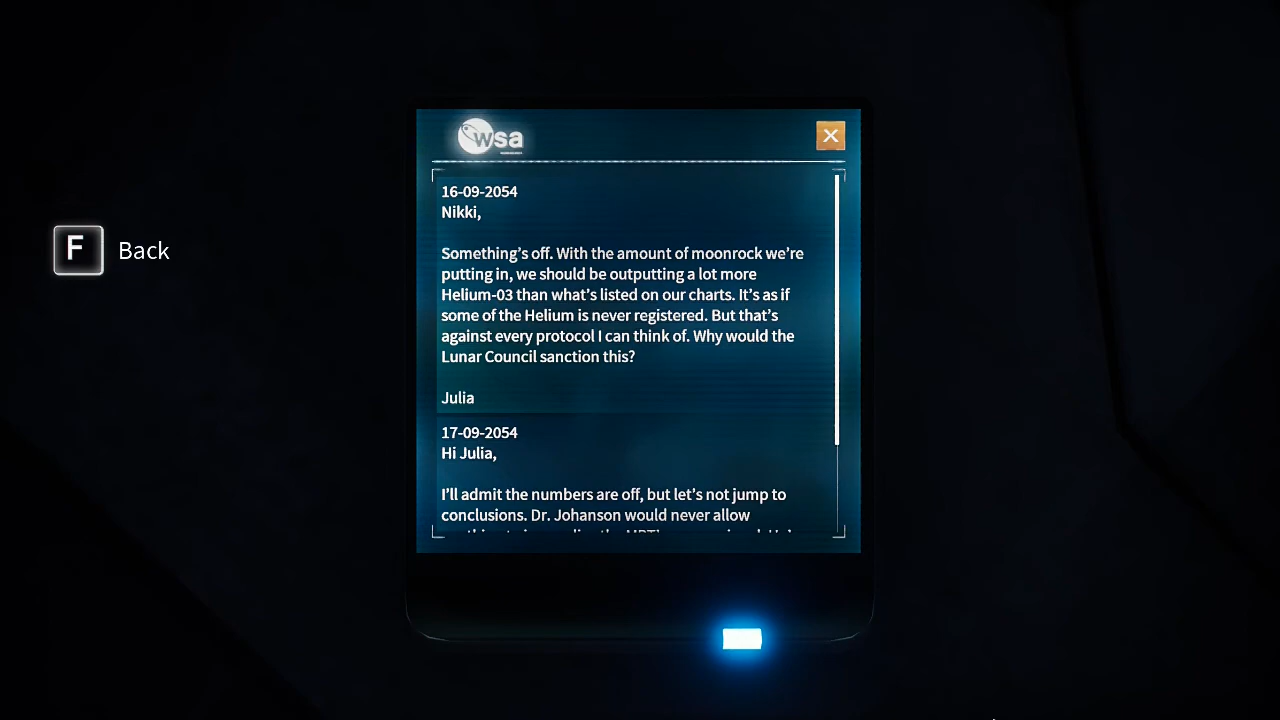 wsa
16-09-2054
Nikki,
Something's off. With the amount of moonrock we're
putting in, we should be outputting a lot more
Helium-03 than what's listed on our charts. It's as if
some of the Helium is never registered. But that's
against every protocol I can think of. Why would the
Lunar Council sanction this?
Julia
17-09-2054
Hi Julia,
I'll admit the numbers are off, but let's not jump to
conclusions. Dr. Johanson would never allow
F Back